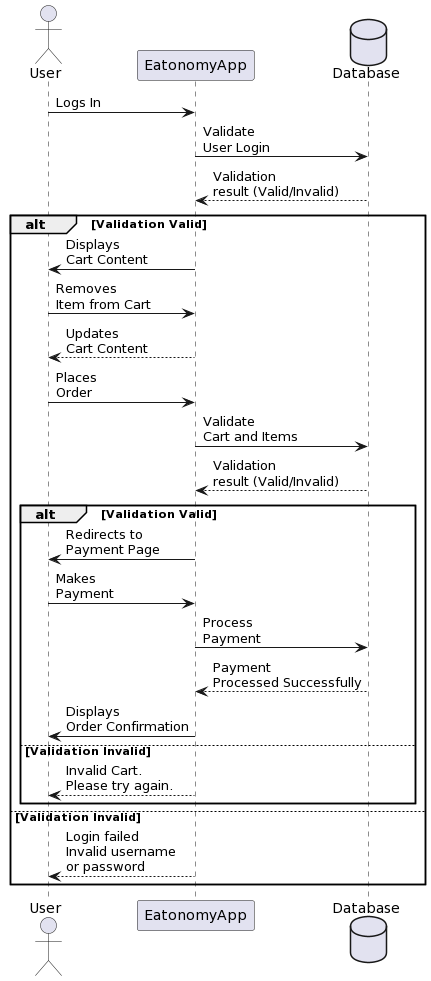 User
EatonomyApp
Database
Logs In
Validate
User Login
Validation
result (Valid/Invalid)
alt
[Validation Valid]
Displays
Cart Content
Removes
Item from Cart
Updates
Cart Content
Places
Order
Validate
Cart and Items
Validation
result (Valid/Invalid)
alt
[Validation Valid]
Redirects to
Payment Page
Makes
Payment
Process
Payment
Payment
Processed Successfully
Displays
Order Confirmation
[Validation Invalid]
Invalid Cart.
Please try again.
[Validation Invalid]
Login failed
Invalid username
or password
User
EatonomyApp
Database